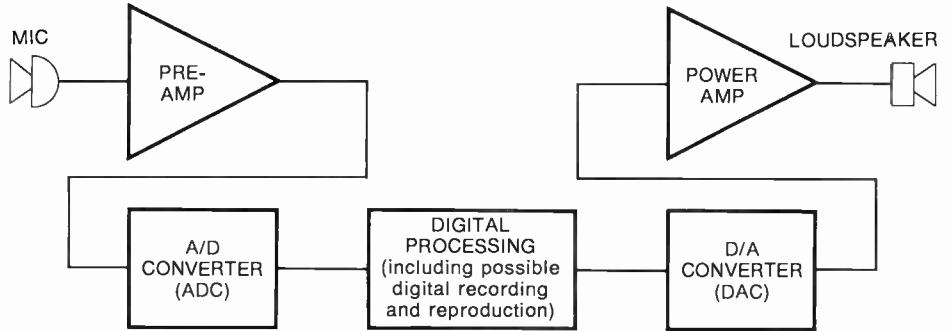 MIC
PRE-
AMP
LOUDSPEAKER
POWER
AMP
A/D
CONVERTER
(ADC)
DIGITAL
PROCESSING
(including possible
digital recording
and reproduction)
D/A
CONVERTER
(DAC)